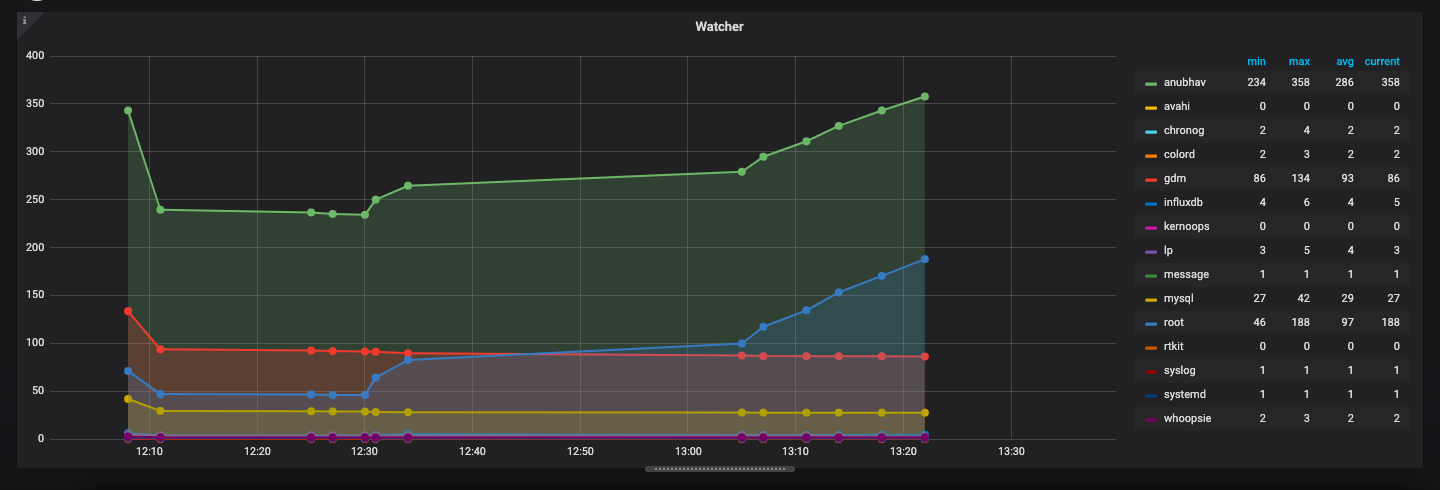 i
Watcher
400
350
300
250
200
150
100
50
0
12:10 12:20 12:30 12:40 12:50 13:00 13:10 13:20 13:30
min max avg current
anubhav 234 358 286 358
avahi 0 0 0 0
chronog 2 4 2 2
colord 2 3 2 2
gdm 86 134 93 86
influxdb 4 6 4 5
kernoops 0 0 0 0
lp 3 5 4 3
message 1 1 1 1
mysql 27 42 29 27
root 46 188 97 188
rtkit 0 0 0 0
syslog 1 1 1 1
systemd 1 1 1 1
whoopsie 2 3 2 2